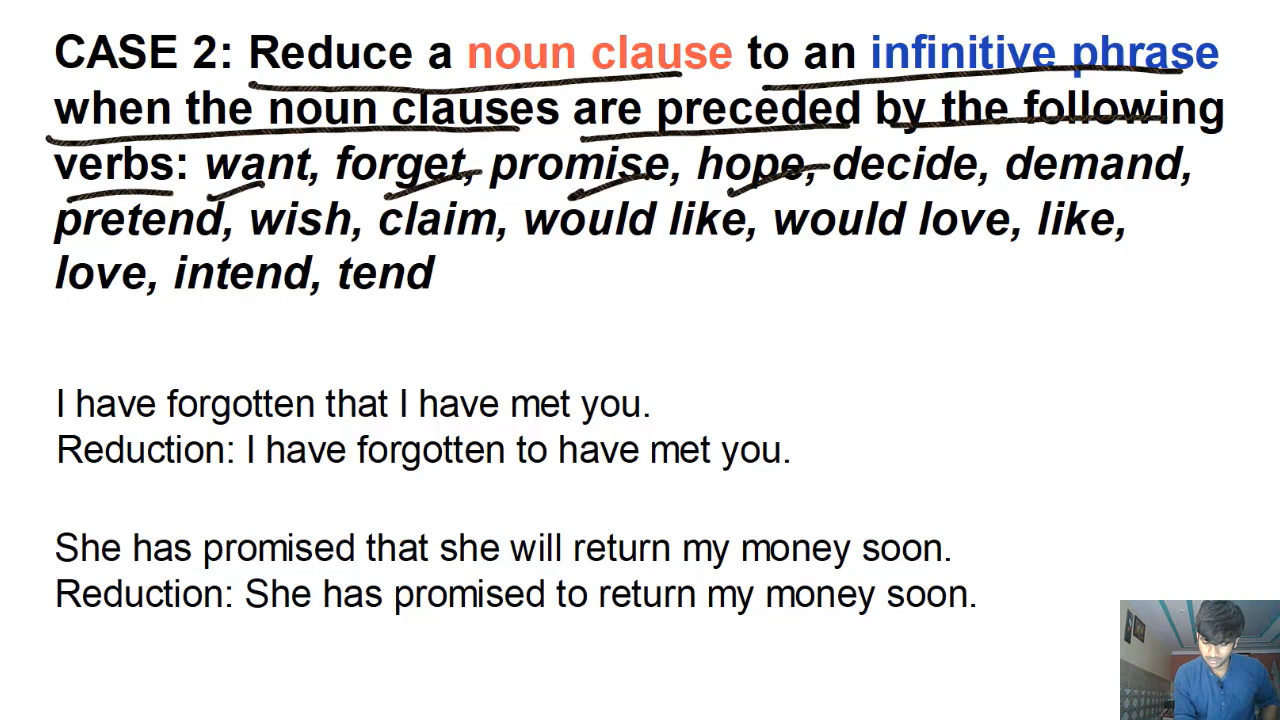 CASE 2: Reduce a noun clause to an infinitive phrase
when the noun clauses are preceded by the following
verbs: want, forget, promise, hope, decide, demand,
pretend, wish, claim, would like, would love, like,
love, intend, tend
I have forgotten that I have met you.
Reduction: I have forgotten to have met you.
She has promised that she will return my money soon.
Reduction: She has promised to return my money soon.